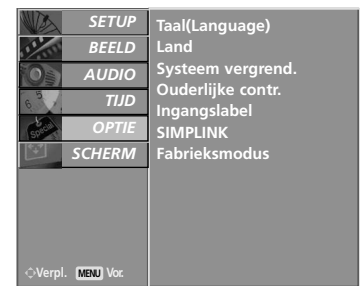 SETUP
BEELD
AUDIO
TIJD
OPTIE
SCHERM
Taal(Language)
Land
Systeem vergrend.
Ouderlijke contr.
Ingangslabel
SIMPLINK
Fabrieksmodus
Verpl. MENU Vor.